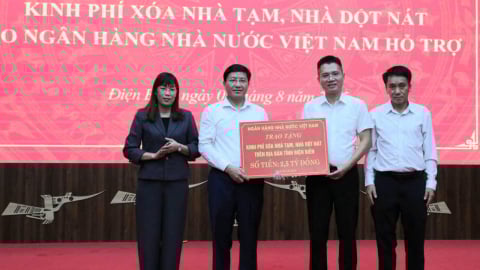 KINH PHÍ XÓA NHÀ TẠM, NHÀ DỘT NÁT
O NGÂN HÀNG NHÀ NƯỚC VIỆT NAM HỖ TRỢ
Điện B ngày 0 háng 8 năm
NGÂN HÀNG NHÀ NƯỚC VIỆT NAM
TRAO TẶNG
KINH PHÍ XÓA NHÀ TẠM, NHÀ DỘT NÁT
TRÊN ĐỊA BÀN TỈNH ĐIỆN BIÊN
SỐ TIỀN: 2,5 TỶ ĐỒNG